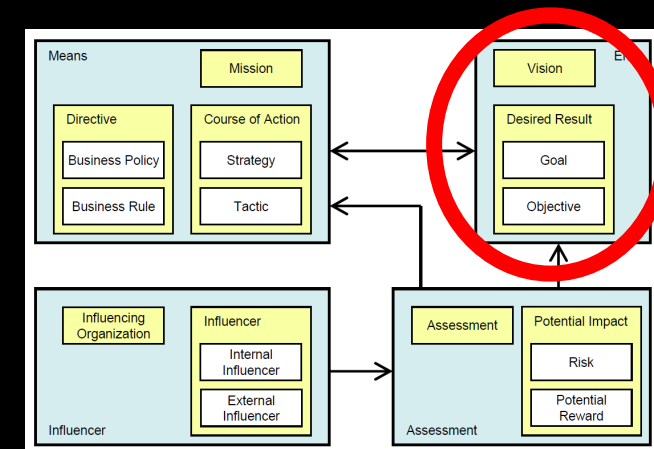 Means
Mission
Directive
Business Policy
Business Rule
Course of Action
Strategy
Tactic
Vision
Desired Result
Goal
Objective
Influencing
Organization
Influencer
Internal
Influencer
External
Influencer
Influencer
Assessment
Potential Impact
Risk
Potential
Reward
Assessment